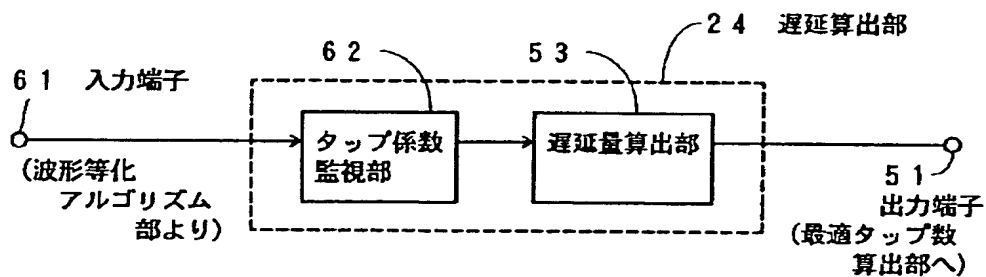 24 遅延算出部
62
53
61 入力端子
タップ係数
監視部
遅延量算出部
(波形等化
アルゴリズム
部より)
51
出力端子
(最適タップ数
算出部へ)